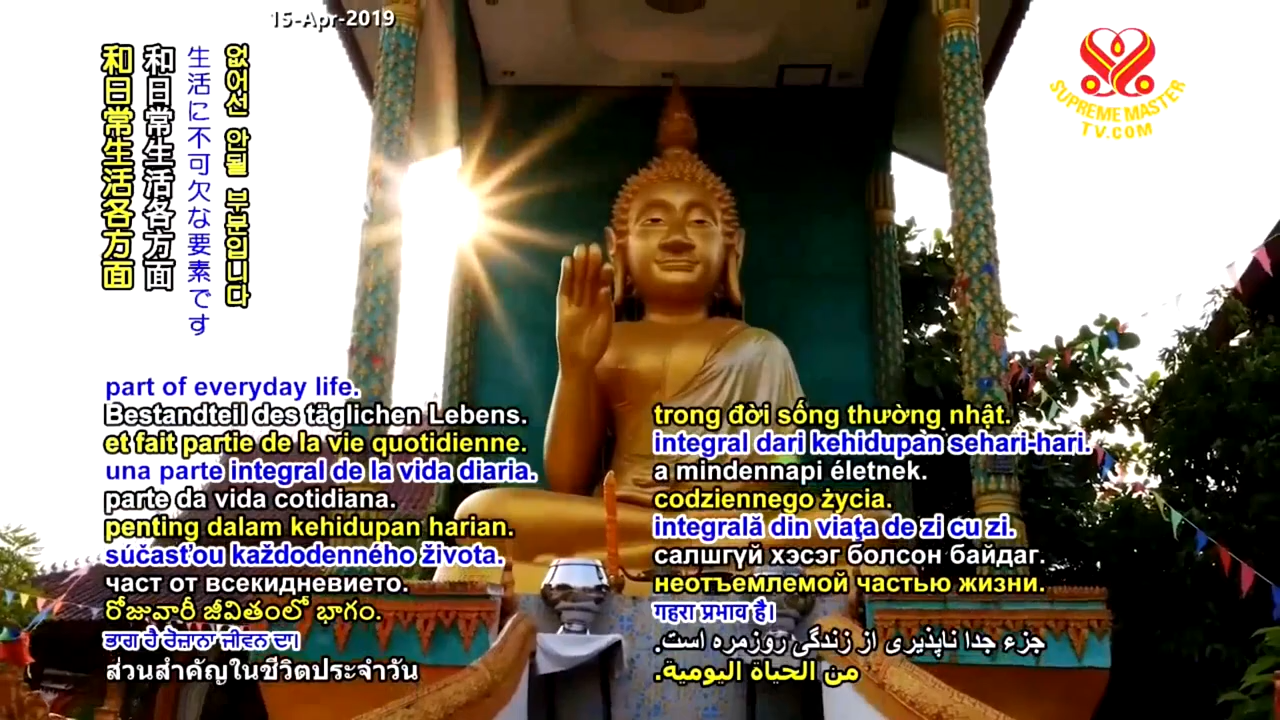 15-Apr-2019
SUPREME MASTER
TV.COM
없어선 안될 부분입니다
生活に不可欠な要素です
和日常生活各方面
和日常生活各方面
part of everyday life.
Bestandteil des täglichen Lebens.
et fait partie de la vie quotidienne.
una parte integral de la vida diaria.
parte da vida cotidiana.
penting dalam kehidupan harian.
súčasťou každodenného života.
част от всекидневието.
రోజువారీ జీవితంలో భాగం.
ਭਾਗ ਹੈ ਰੋਜ਼ਾਨਾ ਜੀਵਨ ਦਾ।
ส่วนสำคัญในชีวิตประจำวัน
trong đời sống thường nhật.
integral dari kehidupan sehari-hari.
a mindennapi életnek.
codziennego życia.
integrală din viaţa de zi cu zi.
салшгүй хэсэг болсон байдаг.
неотъемлемой частью жизни.
गहरा प्रभाव है।
جزء جدا ناپذیری از زندگی روزمره است.
من الحياة اليومية.